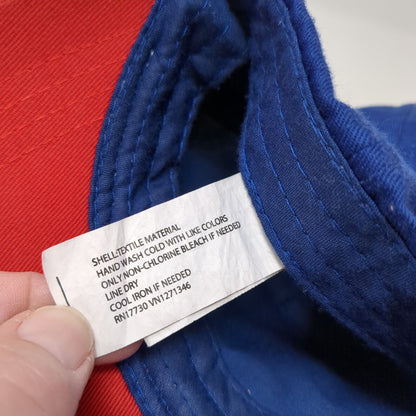 SHELL:TEXTILE MATERIAL
HAND WASH COLD WITH LIKE COLORS
ONLY NON-CHLORINE BLEACH IF NEEDED
LINE DRY
COOL IRON IF NEEDED
RN17730 VN1271346